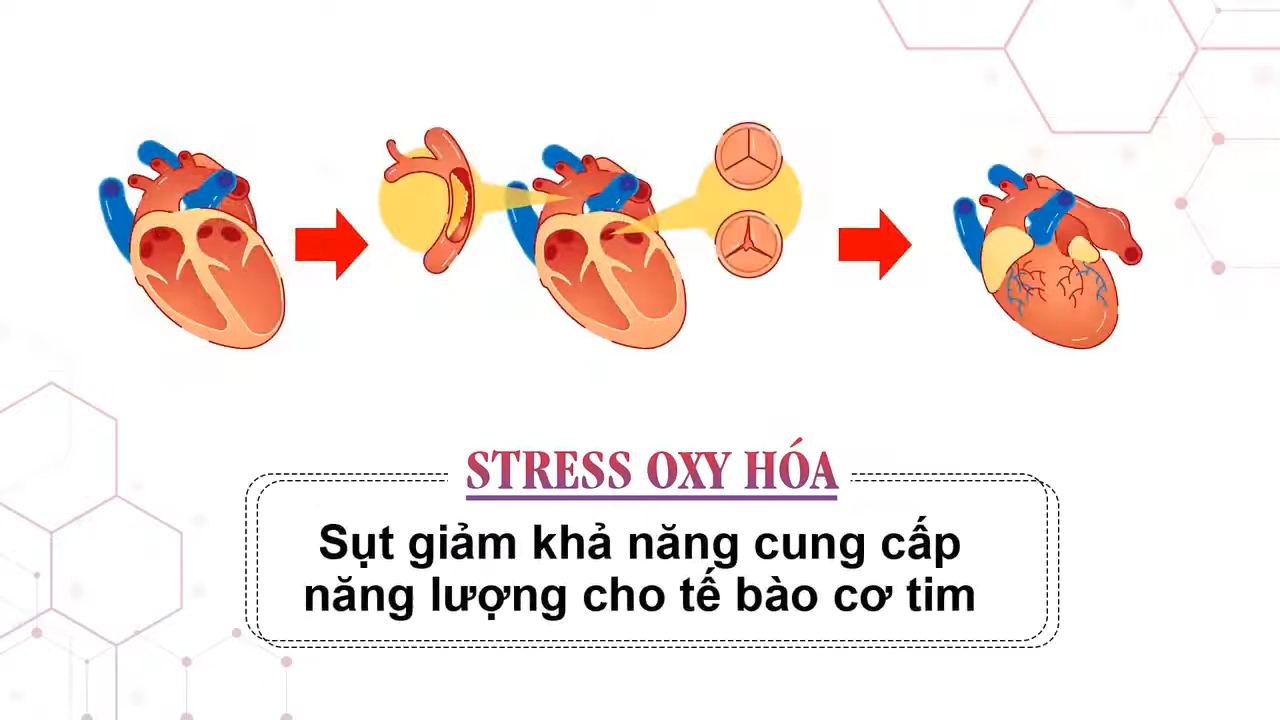 STRESS OXY HÓA
Sụt giảm khả năng cung cấp
năng lượng cho tế bào cơ tim